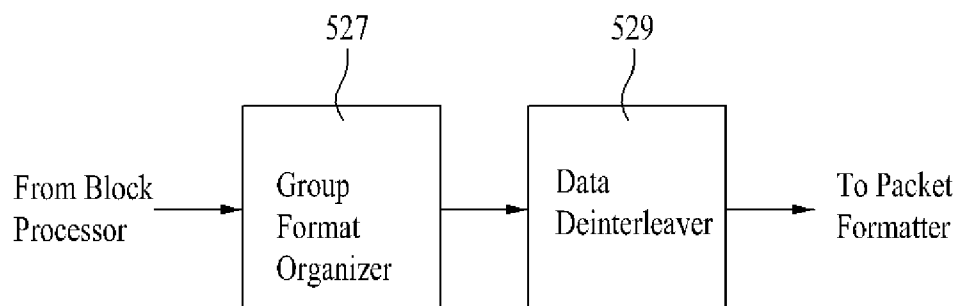 527
529
From Block
Processor
Group
Format
Organizer
Data
Deinterleaver
To Packet
Formatter